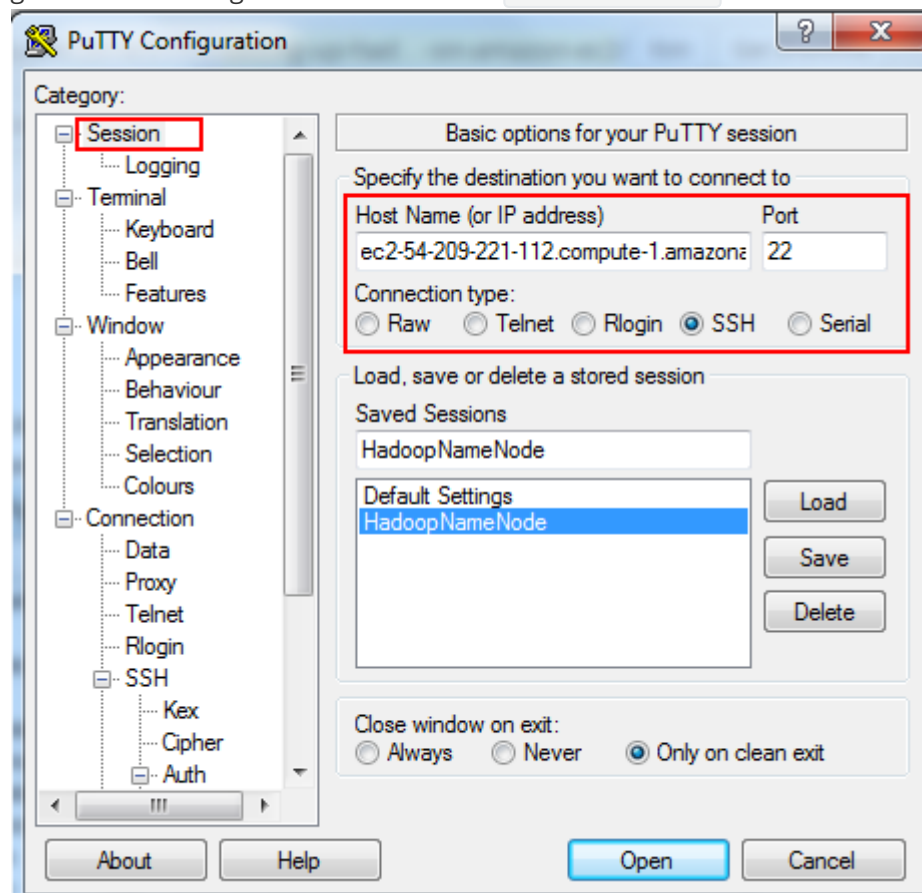 PuTTY Configuration
Category:
Session
Logging
Terminal
Keyboard
Bell
Features
Window
Appearance
Behaviour
Translation
Selection
Colours
Connection
Data
Proxy
Telnet
Rlogin
SSH
Kex
Cipher
Auth
Basic options for your PuTTY session
Specify the destination you want to connect to
Host Name (or IP address) Port
ec2-54-209-221-112.compute-1.amazona 22
Connection type:
Raw Telnet Rlogin SSH Serial
Load, save or delete a stored session
Saved Sessions
HadoopNameNode
Default Settings
HadoopNameNode
Load
Save
Delete
Close window on exit:
Always Never Only on clean exit
About Help Open Cancel